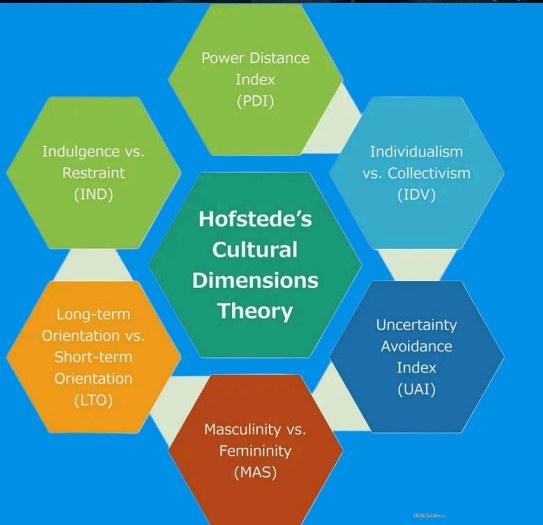 Power Distance
Index
(PDI)
Individualism
vs. Collectivism
(IDV)
Uncertainty
Avoidance
Index
(UAI)
Masculinity vs.
Femininity
(MAS)
Long-term
Orientation vs.
Short-term
Orientation
(LTO)
Indulgence vs.
Restraint
(IND)
Hofstede's
Cultural
Dimensions
Theory